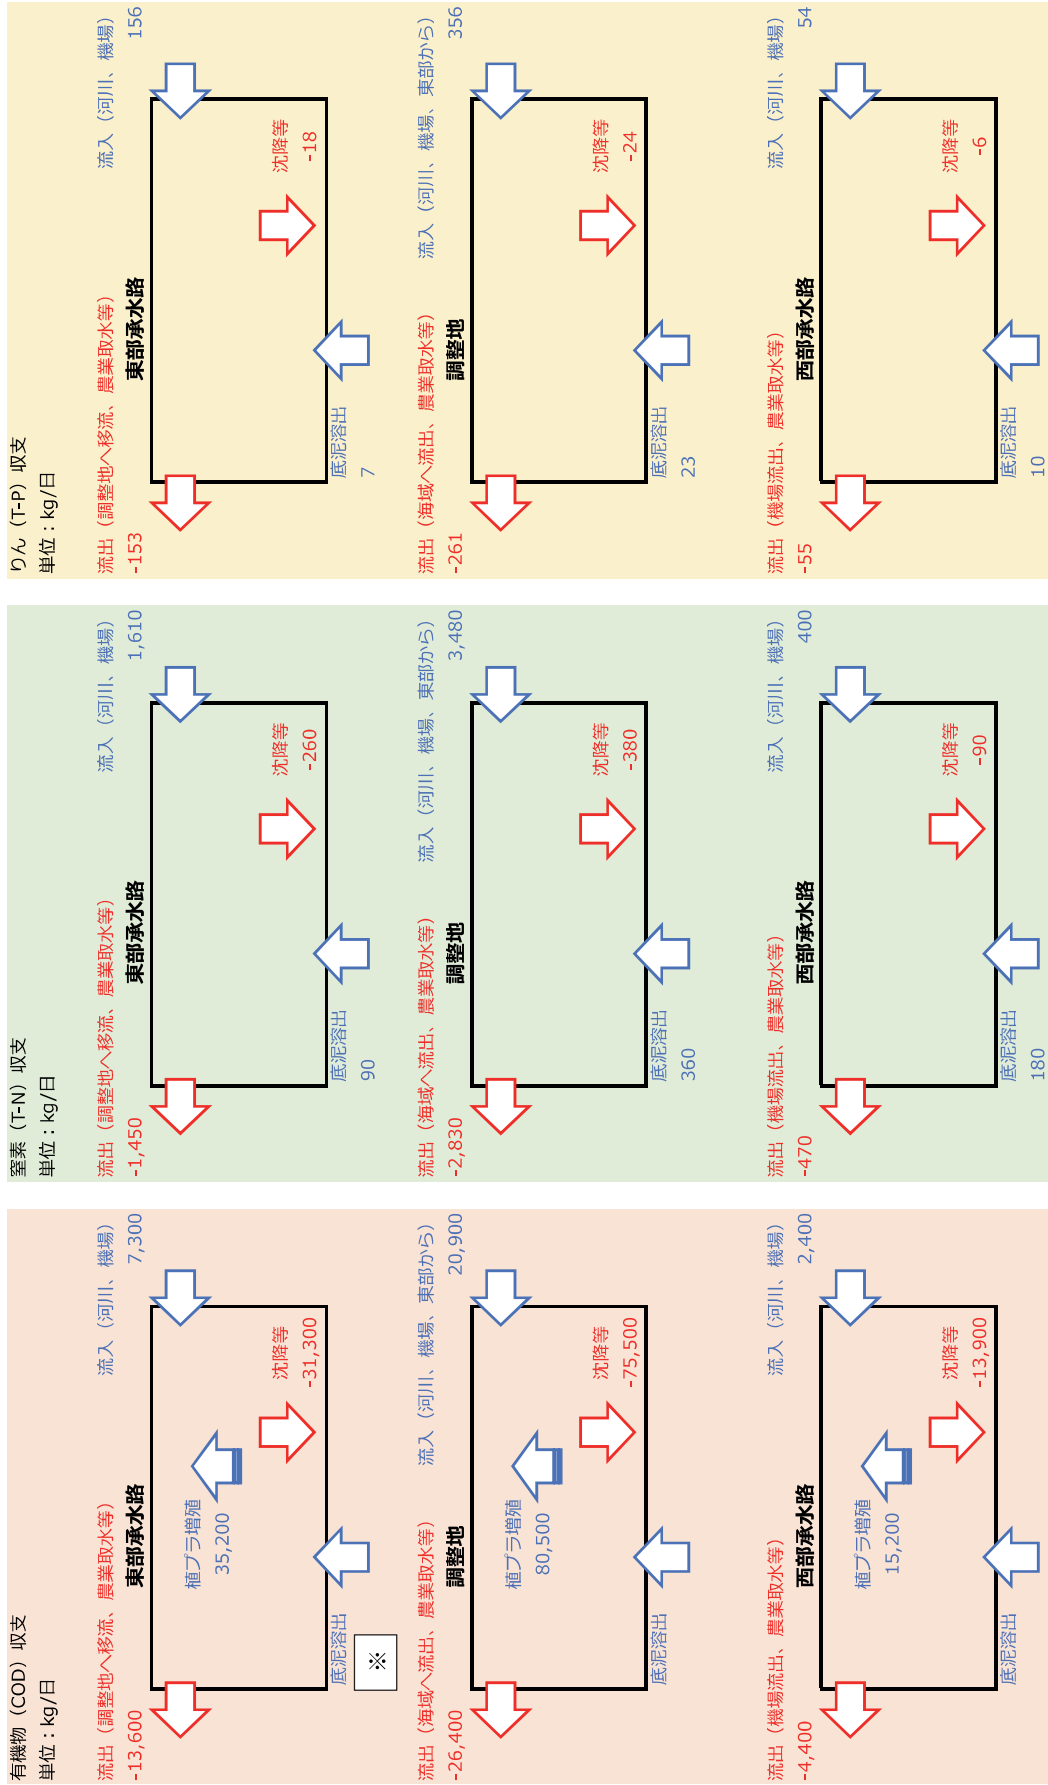 有機物（COD）収支
単位：kg/日
流出（調整地へ移流、農業取水等）
-13,600
流入（河川、機場）
7,300
東部承水路
植プラ増殖
35,200
沈降等
-31,300
底泥溶出
※
流出（海域へ流出、農業取水等）
-26,400
流入（河川、機場、東部から）
20,900
調整地
植プラ増殖
80,500
沈降等
-75,500
底泥溶出
流出（機場流出、農業取水等）
-4,400
流入（河川、機場）
2,400
西部承水路
植プラ増殖
15,200
沈降等
-13,900
底泥溶出
窒素（T-N）収支
単位：kg/日
流出（調整地へ移流、農業取水等）
-1,450
流入（河川、機場）
1,610
東部承水路
沈降等
-260
底泥溶出
90
流出（海域へ流出、農業取水等）
-2,830
流入（河川、機場、東部から）
3,480
調整地
沈降等
-380
底泥溶出
360
流出（機場流出、農業取水等）
-470
流入（河川、機場）
400
西部承水路
沈降等
-90
底泥溶出
180
りん（T-P）収支
単位：kg/日
流出（調整地へ移流、農業取水等）
-153
流入（河川、機場）
156
東部承水路
沈降等
-18
底泥溶出
7
流出（海域へ流出、農業取水等）
-261
流入（河川、機場、東部から）
356
調整地
沈降等
-24
底泥溶出
23
流出（機場流出、農業取水等）
-55
流入（河川、機場）
54
西部承水路
沈降等
-6
底泥溶出
10